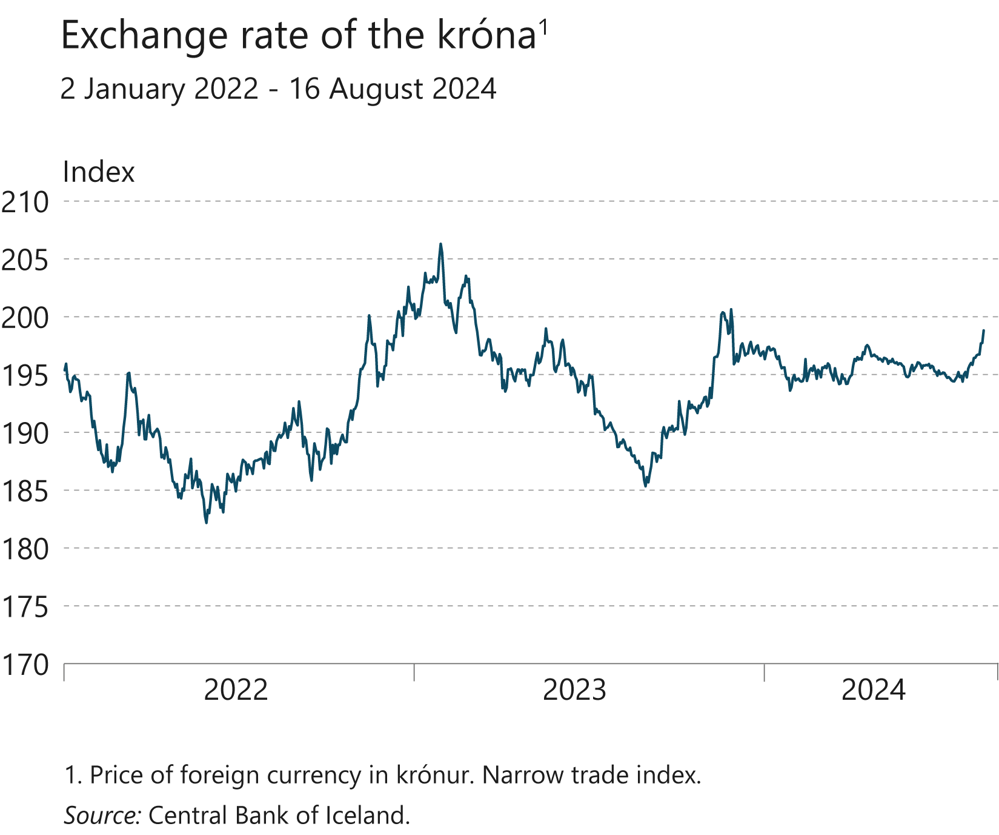 Exchange rate of the króna¹
2 January 2022 - 16 August 2024
Index
210
205
200
195
190
185
180
175
170
2022 2023 2024
1. Price of foreign currency in krónur. Narrow trade index.
Source: Central Bank of Iceland.